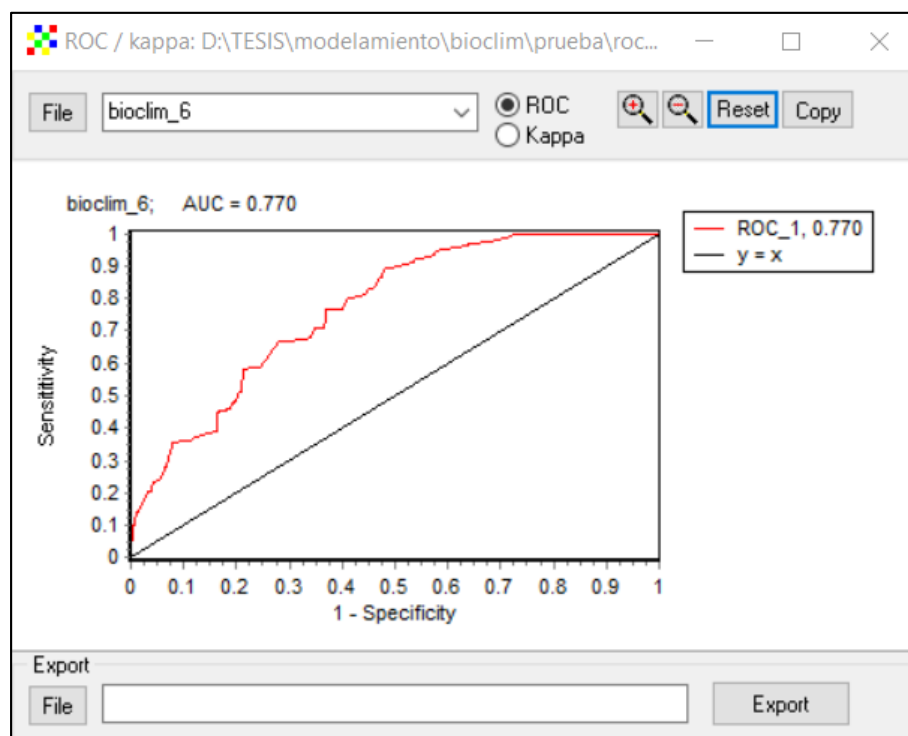 ROC / kappa: D:\TESIS\modelamiento\bioclim\prueba\roc...
File bioclim_6 ROC Reset Copy
Kappa
bioclim_6; AUC = 0.770
ROC_1, 0.770
y = x
1
0.9
0.8
0.7
0.6
0.5
0.4
0.3
0.2
0.1
0
Sensititivity
0 0.1 0.2 0.3 0.4 0.5 0.6 0.7 0.8 0.9 1
1 - Specificity
Export
File Export